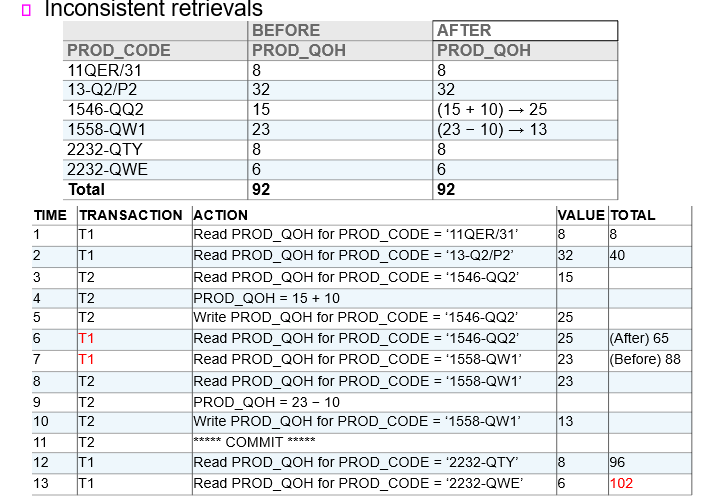 Inconsistent retrievals
BEFORE AFTER
PROD_CODE PROD_QOH PROD_QOH
11QER/31 8 8
13-Q2/P2 32 32
1546-QQ2 15 (15 + 10) → 25
1558-QW1 23 (23 − 10) → 13
2232-QTY 8 8
2232-QWE 6 6
Total 92 92
TIME TRANSACTION ACTION VALUE TOTAL
1 T1 Read PROD_QOH for PROD_CODE = ‘11QER/31’ 8 8
2 T1 Read PROD_QOH for PROD_CODE = ‘13-Q2/P2’ 32 40
3 T2 Read PROD_QOH for PROD_CODE = ‘1546-QQ2’ 15
4 T2 PROD_QOH = 15 + 10
5 T2 Write PROD_QOH for PROD_CODE = ‘1546-QQ2’ 25
6 T1 Read PROD_QOH for PROD_CODE = ‘1546-QQ2’ 25 (After) 65
7 T1 Read PROD_QOH for PROD_CODE = ‘1558-QW1’ 23 (Before) 88
8 T2 Read PROD_QOH for PROD_CODE = ‘1558-QW1’ 23
9 T2 PROD_QOH = 23 − 10
10 T2 Write PROD_QOH for PROD_CODE = ‘1558-QW1’ 13
11 T2 ***** COMMIT *****
12 T1 Read PROD_QOH for PROD_CODE = ‘2232-QTY’ 8 96
13 T1 Read PROD_QOH for PROD_CODE = ‘2232-QWE’ 6 102